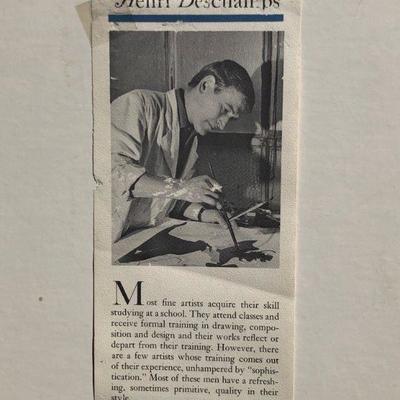 Henri Deschamps
Most fine artists acquire their skill
studying at a school. They attend classes and
receive formal training in drawing, compo-
sition and design and their works reflect or
depart from their training. However, there
are a few artists whose training comes out
of their experience, unhampered by “sophis-
tication.” Most of these men have a refresh-
ing, sometimes primitive, quality in their
style.